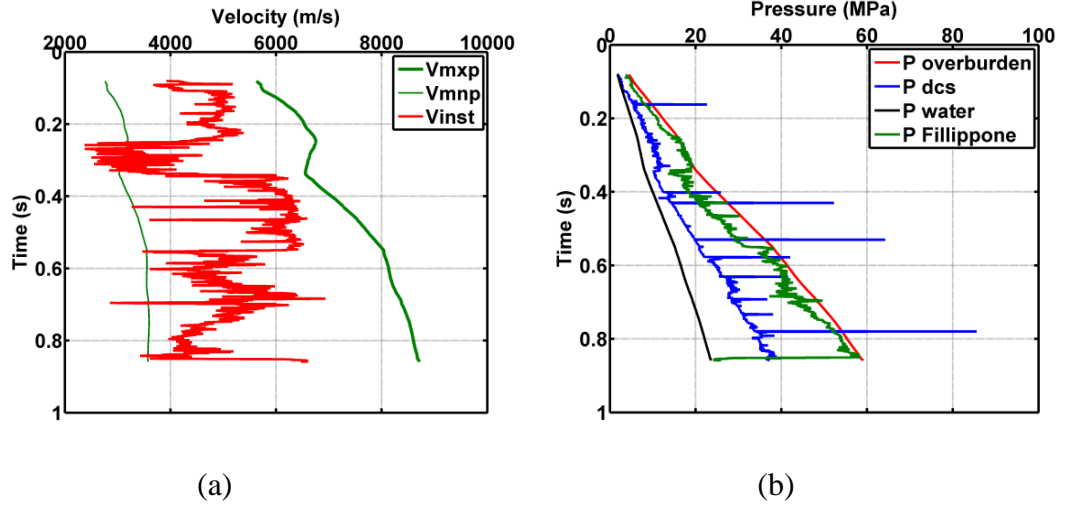 Velocity (m/s)
2000 4000 6000 8000 10000
0
0.2
0.4
0.6
0.8
1
Time (s)
Vmxp
Vmnp
Vinst
(a)
Pressure (MPa)
0 20 40 60 80 100
0
0.2
0.4
0.6
0.8
1
Time (s)
P overburden
P dcs
P water
P Fillippone
(b)